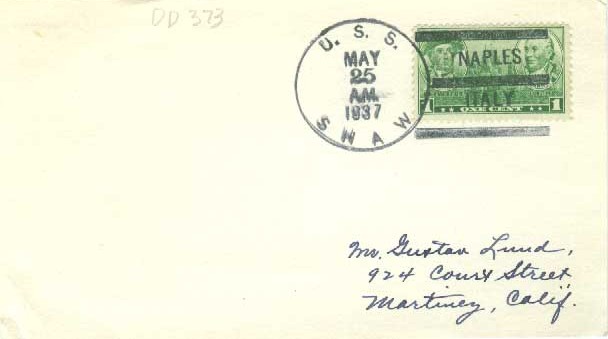 DD 373
U. S. S.
MAY
25
A.M.
1937
SHAW
NAPLES
ITALY
1 ONE CENT 1
Mr. Gustav Lund,
924 Court Street
Martinez, Calif.